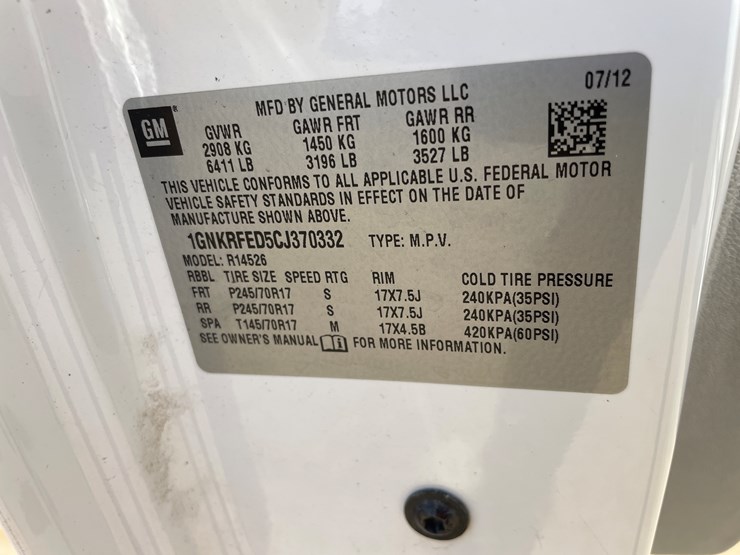 07/12
MFD BY GENERAL MOTORS LLC
GM
GVWR GAWR FRT GAWR RR
2908 KG 1450 KG 1600 KG
6411 LB 3196 LB 3527 LB
THIS VEHICLE CONFORMS TO ALL APPLICABLE U.S. FEDERAL MOTOR
VEHICLE SAFETY STANDARDS IN EFFECT ON THE DATE OF
MANUFACTURE SHOWN ABOVE.
1GNKRFED5CJ370332 TYPE: M.P.V.
MODEL: R14526
RBBL TIRE SIZE SPEED RTG RIM COLD TIRE PRESSURE
FRT P245/70R17 S 17X7.5J 240KPA(35PSI)
RR P245/70R17 S 17X7.5J 240KPA(35PSI)
SPA T145/70R17 M 17X4.5B 420KPA(60PSI)
SEE OWNER'S MANUAL i FOR MORE INFORMATION.